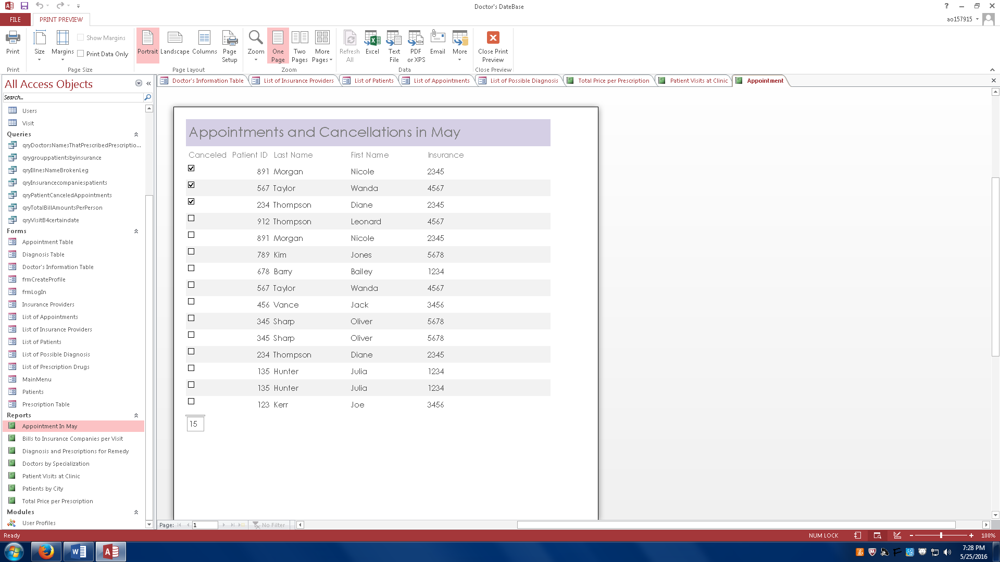 Doctor's DateBase
?
FILE
PRINT PREVIEW
ao157915
Print
Size
Margins
Show Margins
Print Data Only
Portrait
Landscape
Columns
Page Setup
Zoom
One Page
Two Pages
More Pages
Refresh All
Excel
Text File
PDF or XPS
Email
More
Close Print Preview
Print
Page Size
Page Layout
Zoom
Data
Close Preview
All Access Objects
Search...
Users
Visit
Queries
qryDoctorsNamesThatPrescribedPrescriptio...
qrygrouppatientsbyinsurance
qryIllnesNameBrokenLeg
qryInsurancecompaniespatients
qryPatientCanceledAppointments
qryTotalBillAmountsPerPerson
qryVisitB4certaindate
Forms
Appointment Table
Diagnosis Table
Doctor's Information Table
frmCreateProfile
frmLogIn
Insurance Providers
List of Appointments
List of Insurance Providers
List of Patients
List of Possible Diagnosis
List of Prescription Drugs
MainMenu
Patients
Prescription Table
Reports
Appointment In May
Bills to Insurance Companies per Visit
Diagnosis and Prescriptions for Remedy
Doctors by Specialization
Patient Visits at Clinic
Patients by City
Total Price per Prescription
Modules
User Profiles
Doctor's Information Table
List of Insurance Providers
List of Patients
List of Appointments
List of Possible Diagnosis
Total Price per Prescription
Patient Visits at Clinic
Appointment
Appointments and Cancellations in May
Canceled Patient ID Last Name First Name Insurance
891 Morgan Nicole 2345
567 Taylor Wanda 4567
234 Thompson Diane 2345
912 Thompson Leonard 4567
891 Morgan Nicole 2345
789 Kim Jones 5678
678 Barry Bailey 1234
567 Taylor Wanda 4567
456 Vance Jack 3456
345 Sharp Oliver 5678
345 Sharp Oliver 5678
234 Thompson Diane 2345
135 Hunter Julia 1234
135 Hunter Julia 1234
123 Kerr Joe 3456
15
Page: 1 No Filter
Ready
NUM LOCK
100%
7:28 PM
5/25/2016